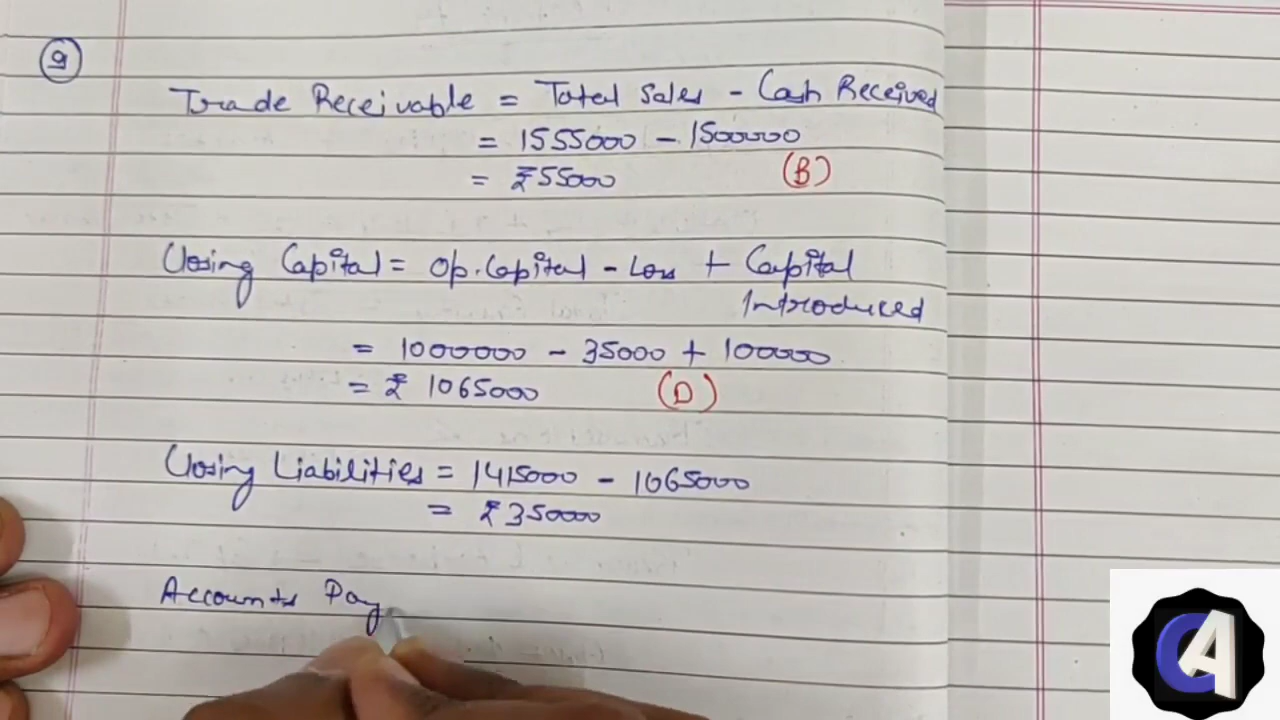 9
Trade Receivable = Total Sales - Cash Received
= 1555000 - 1500000
= ₹55000 (B)
Closing Capital = Op. Capital - Loss + Capital
Introduced
= 1000000 - 35000 + 100000
= ₹ 1065000 (D)
Closing Liabilities = 1415000 - 1065000
= ₹350000
Accounts Pay
CA